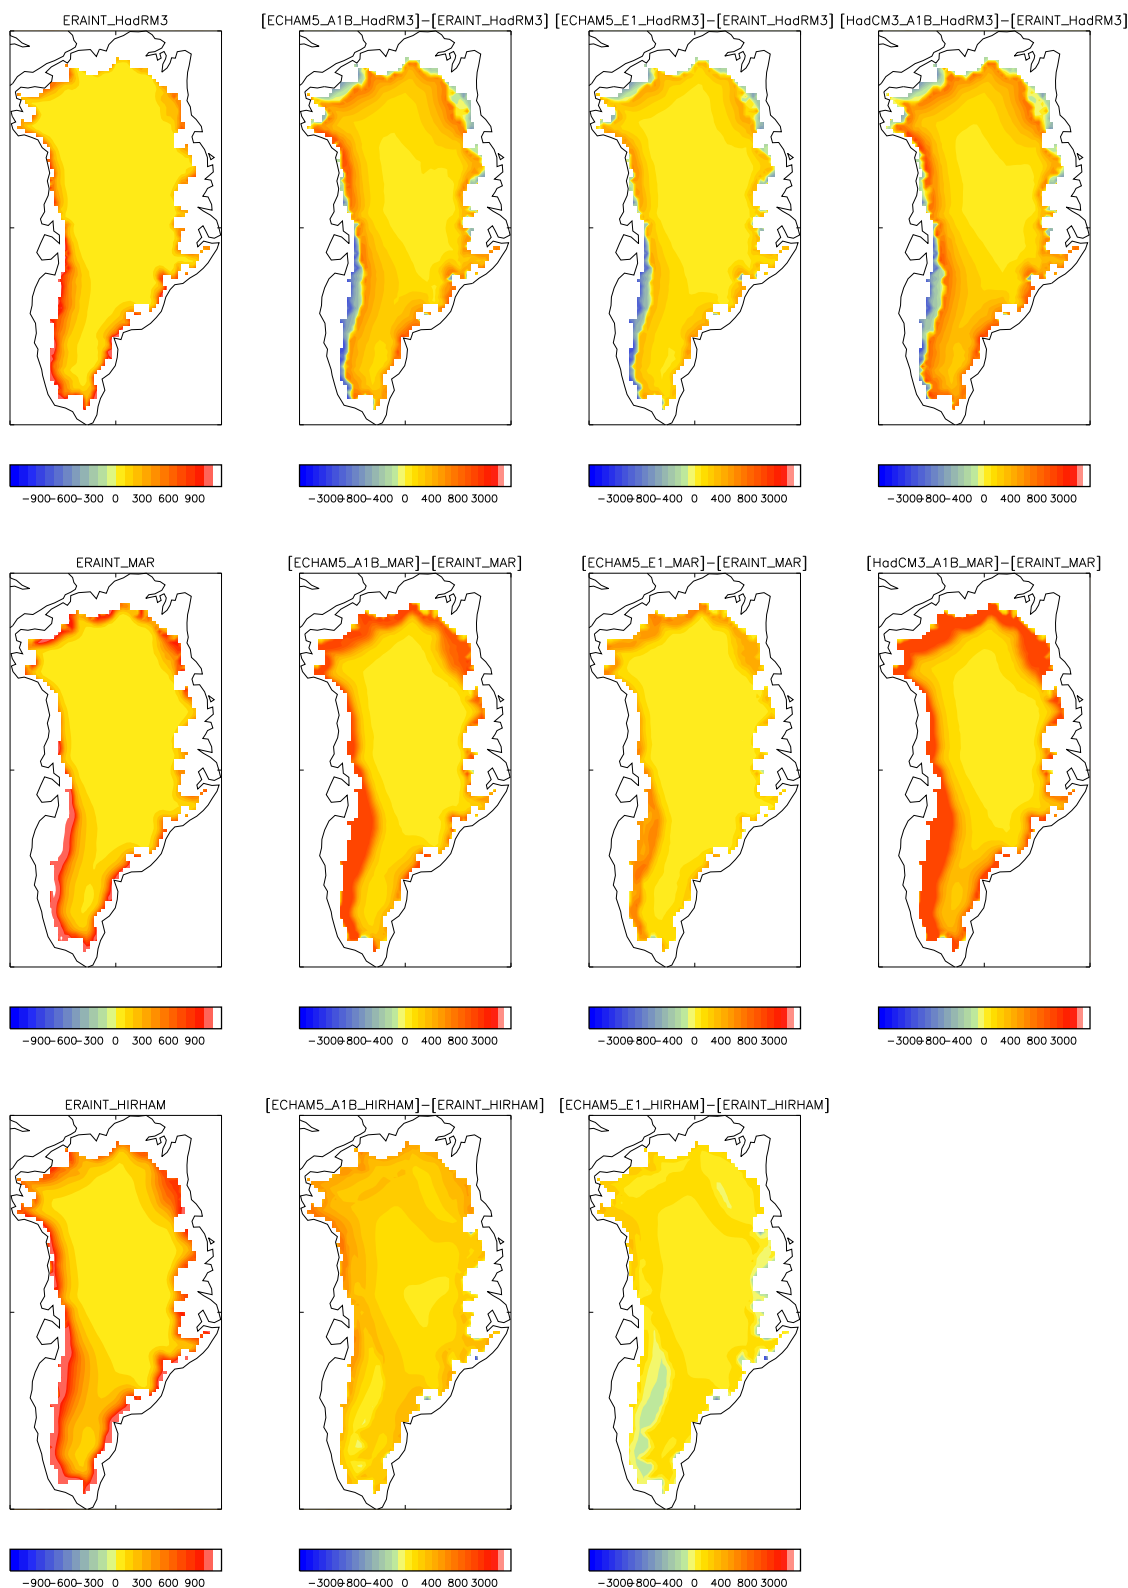 ERAINT_HadRM3
[ECHAM5_A1B_HadRM3]-[ERAINT_HadRM3]
[ECHAM5_E1_HadRM3]-[ERAINT_HadRM3]
[HadCM3_A1B_HadRM3]-[ERAINT_HadRM3]
-900-600-300 0 300 600 900
-3000-800-400 0 400 800 3000
-3000-800-400 0 400 800 3000
-3000-800-400 0 400 800 3000
ERAINT_MAR
[ECHAM5_A1B_MAR]-[ERAINT_MAR]
[ECHAM5_E1_MAR]-[ERAINT_MAR]
[HadCM3_A1B_MAR]-[ERAINT_MAR]
-900-600-300 0 300 600 900
-3000-800-400 0 400 800 3000
-3000-800-400 0 400 800 3000
-3000-800-400 0 400 800 3000
ERAINT_HIRHAM
[ECHAM5_A1B_HIRHAM]-[ERAINT_HIRHAM]
[ECHAM5_E1_HIRHAM]-[ERAINT_HIRHAM]
-900-600-300 0 300 600 900
-3000-800-400 0 400 800 3000
-3000-800-400 0 400 800 3000